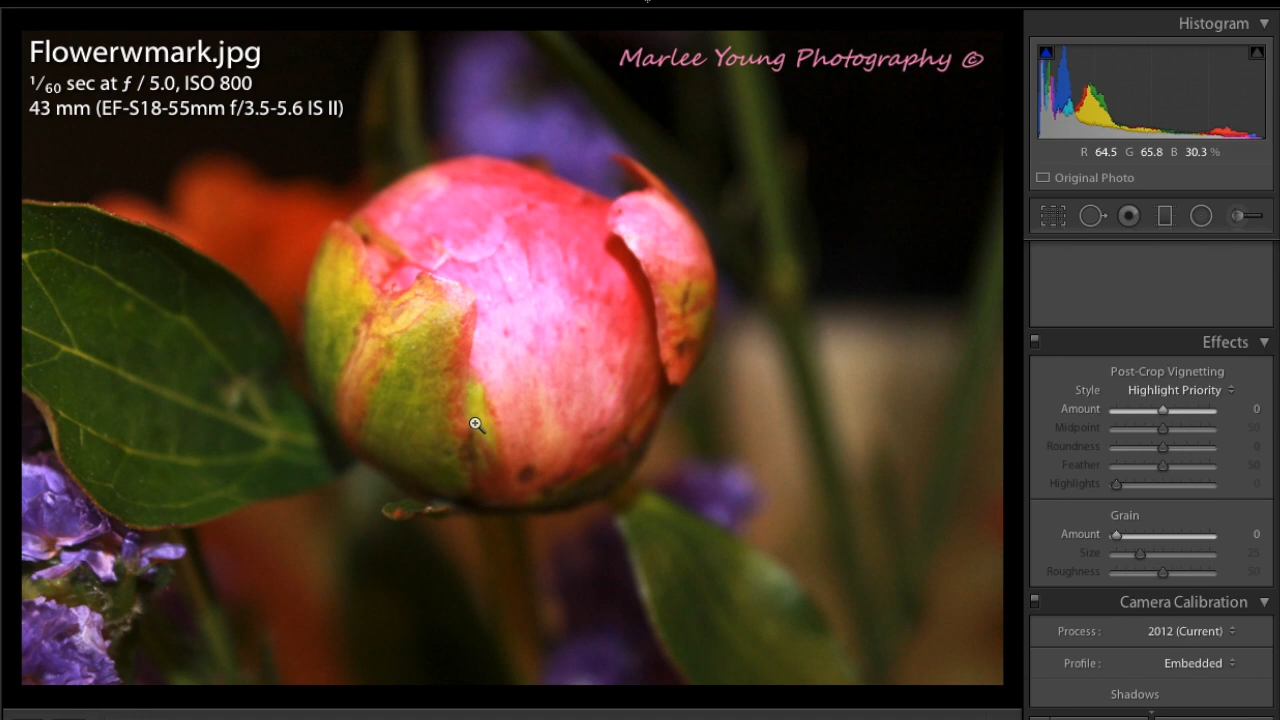 Flowerwmark.jpg
1/60 sec at ƒ / 5.0, ISO 800
43 mm (EF-S18-55mm f/3.5-5.6 IS II)
Marlee Young Photography ©
Histogram
R 64.5 G 65.8 B 30.3 %
Original Photo
Effects
Post-Crop Vignetting
Style Highlight Priority
Amount 0
Midpoint 50
Roundness 0
Feather 50
Highlights 0
Grain
Amount 0
Size 25
Roughness 50
Camera Calibration
Process : 2012 (Current)
Profile : Embedded
Shadows